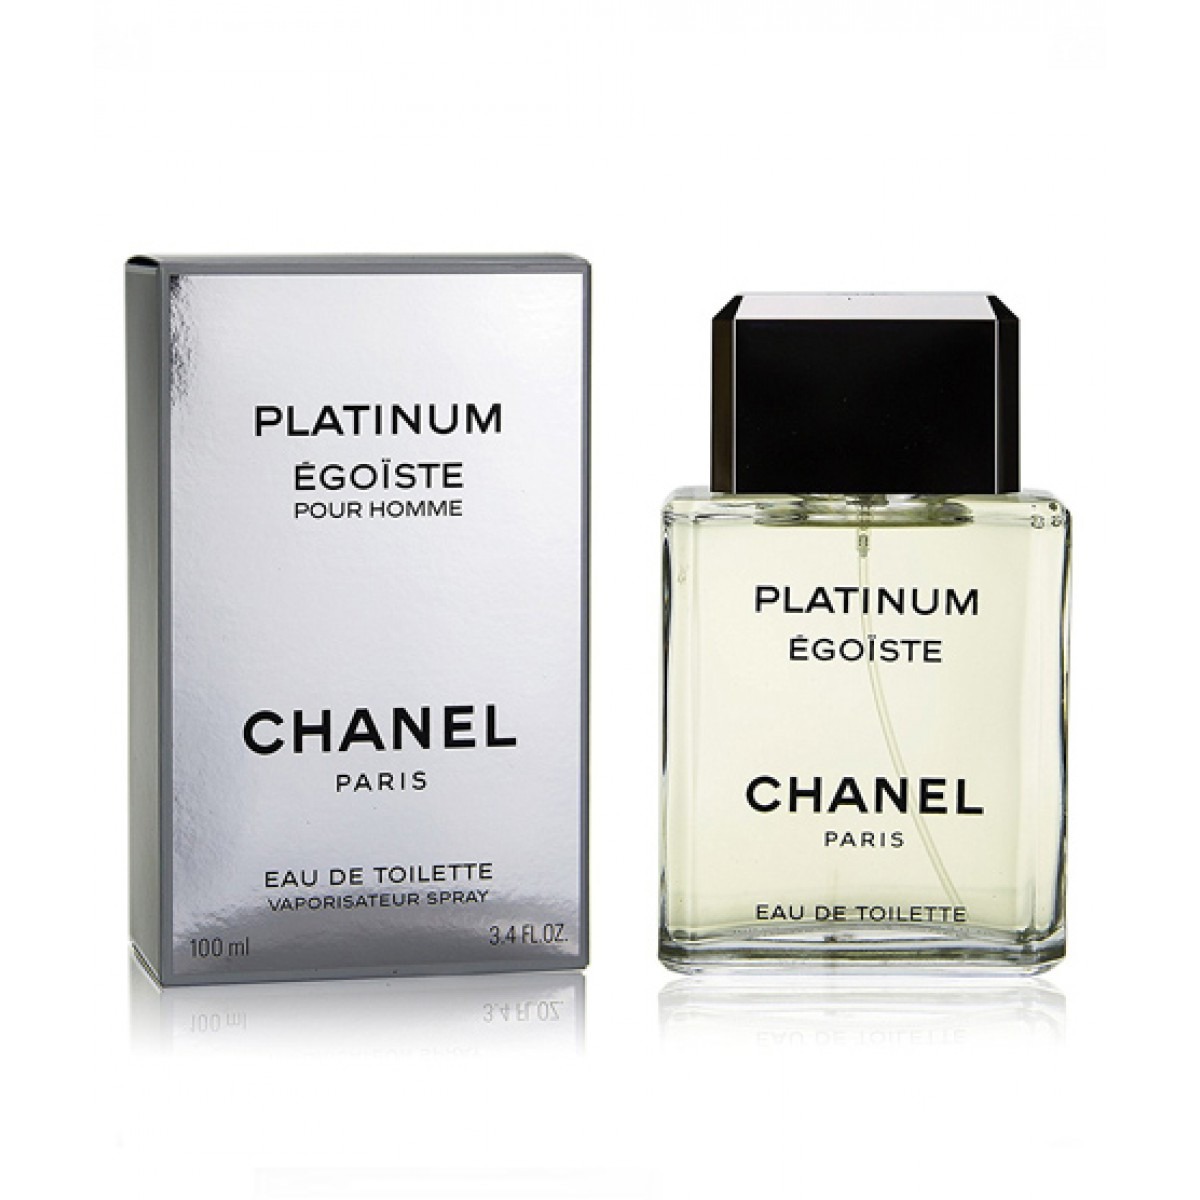 PLATINUM
ÉGOÏSTE
POUR HOMME
CHANEL
PARIS
EAU DE TOILETTE
VAPORISATEUR SPRAY
100 ml
3.4 FL.OZ.
PLATINUM
ÉGOÏSTE
CHANEL
PARIS
EAU DE TOILETTE